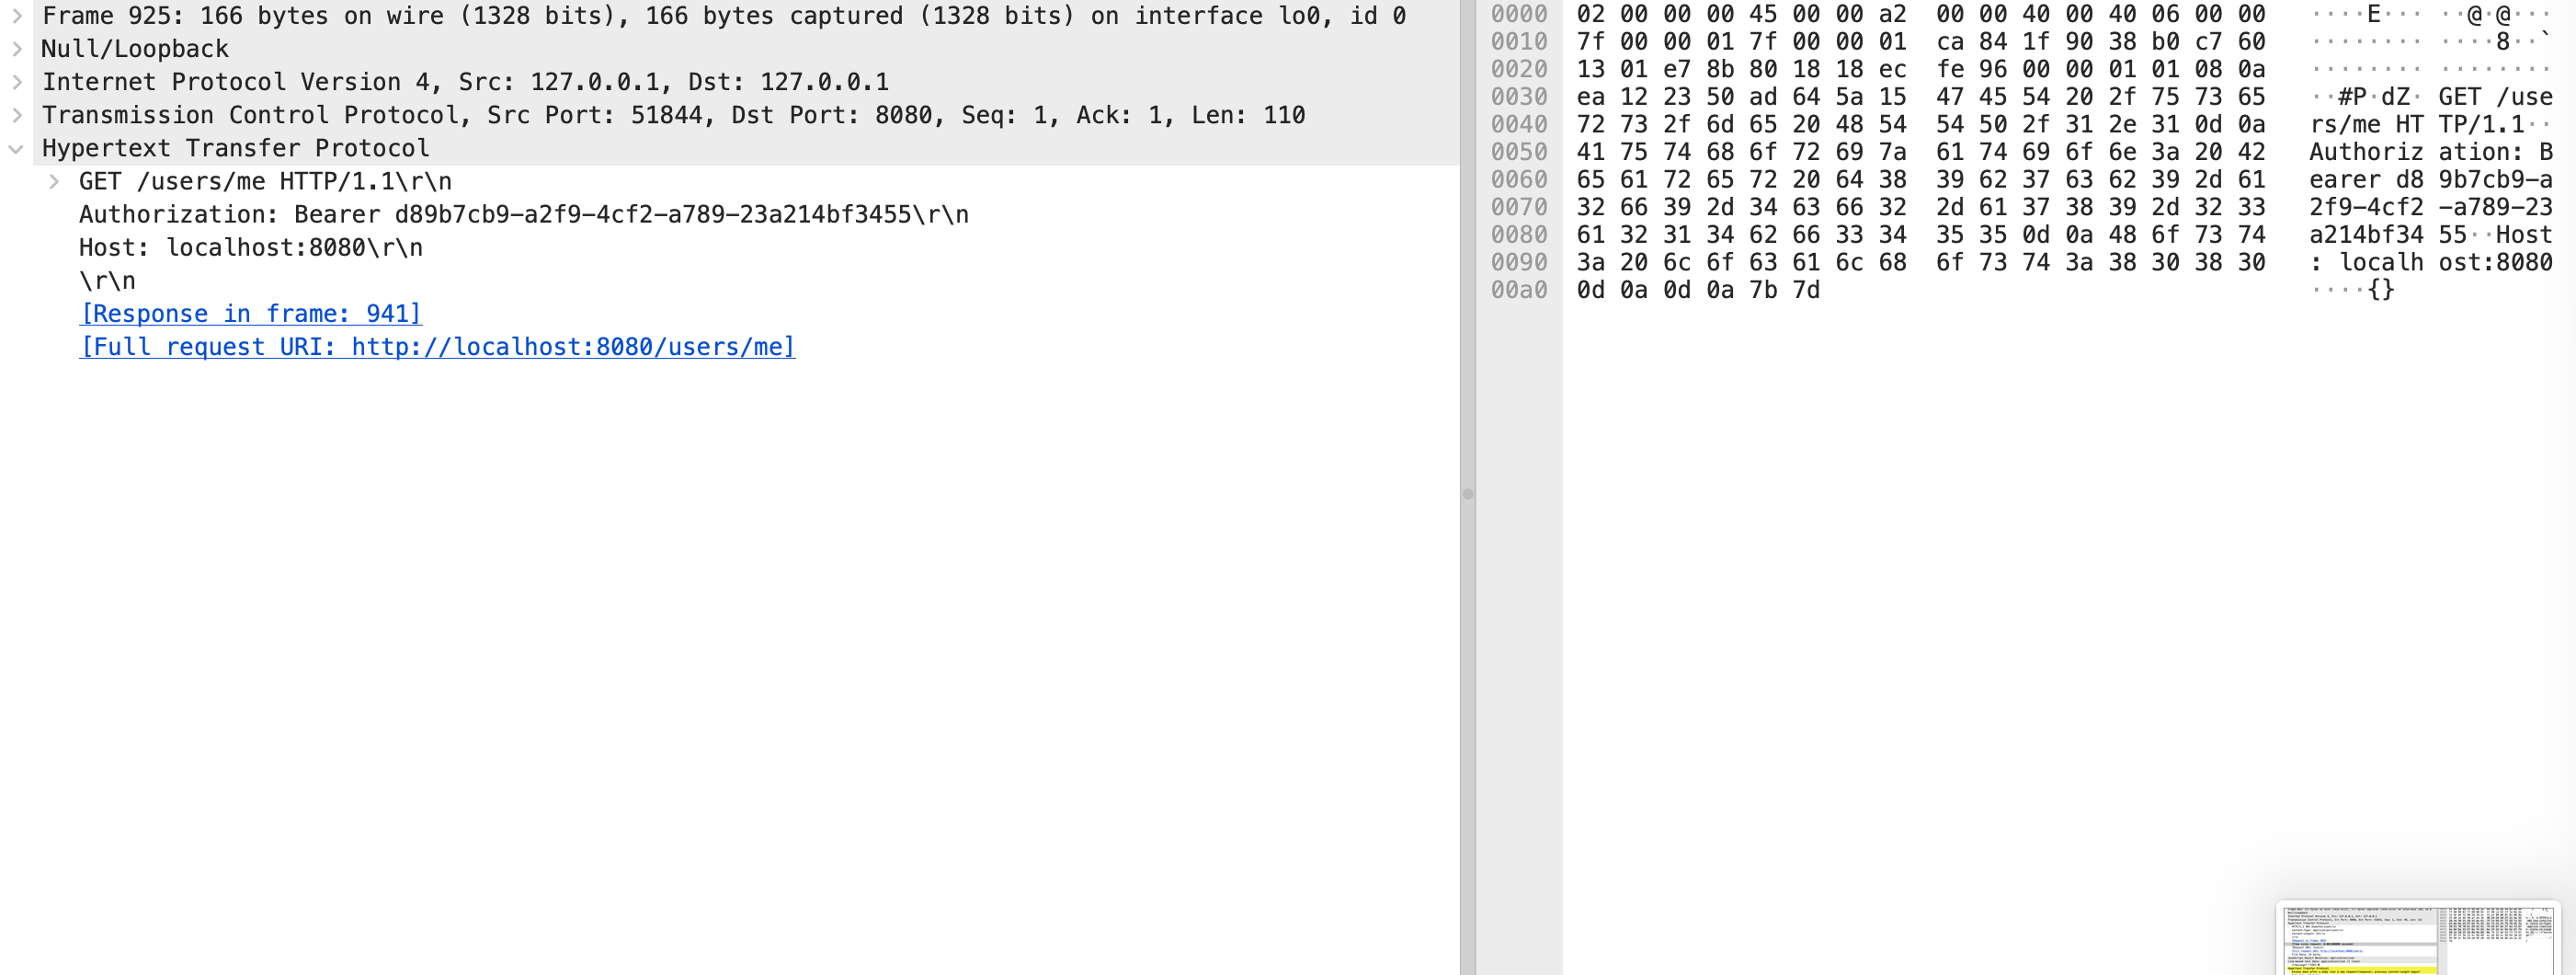 Frame 925: 166 bytes on wire (1328 bits), 166 bytes captured (1328 bits) on interface lo0, id 0
Null/Loopback
Internet Protocol Version 4, Src: 127.0.0.1, Dst: 127.0.0.1
Transmission Control Protocol, Src Port: 51844, Dst Port: 8080, Seq: 1, Ack: 1, Len: 110
Hypertext Transfer Protocol
GET /users/me HTTP/1.1\r\n
Authorization: Bearer d89b7cb9-a2f9-4cf2-a789-23a214bf3455\r\n
Host: localhost:8080\r\n
\r\n
[Response in frame: 941]
[Full request URI: http://localhost:8080/users/me]
0000 02 00 00 00 45 00 00 a2 00 00 40 00 40 06 00 00 ····E··· ··@·@···
0010 7f 00 00 01 7f 00 00 01 ca 84 1f 90 38 b0 c7 60 ········ ····8··`
0020 13 01 e7 8b 80 18 18 ec fe 96 00 00 01 01 08 0a ········ ········
0030 ea 12 23 50 ad 64 5a 15 47 45 54 20 2f 75 73 65 ··#P·dZ· GET /use
0040 72 73 2f 6d 65 20 48 54 54 50 2f 31 2e 31 0d 0a rs/me HT TP/1.1··
0050 41 75 74 68 6f 72 69 7a 61 74 69 6f 6e 3a 20 42 Authoriz ation: B
0060 65 61 72 65 72 20 64 38 39 62 37 63 62 39 2d 61 earer d8 9b7cb9-a
0070 32 66 39 2d 34 63 66 32 2d 61 37 38 39 2d 32 33 2f9-4cf2 -a789-23
0080 61 32 31 34 62 66 33 34 35 35 0d 0a 48 6f 73 74 a214bf34 55··Host
0090 3a 20 6c 6f 63 61 6c 68 6f 73 74 3a 38 30 38 30 : localh ost:8080
00a0 0d 0a 0d 0a 7b 7d ····{}